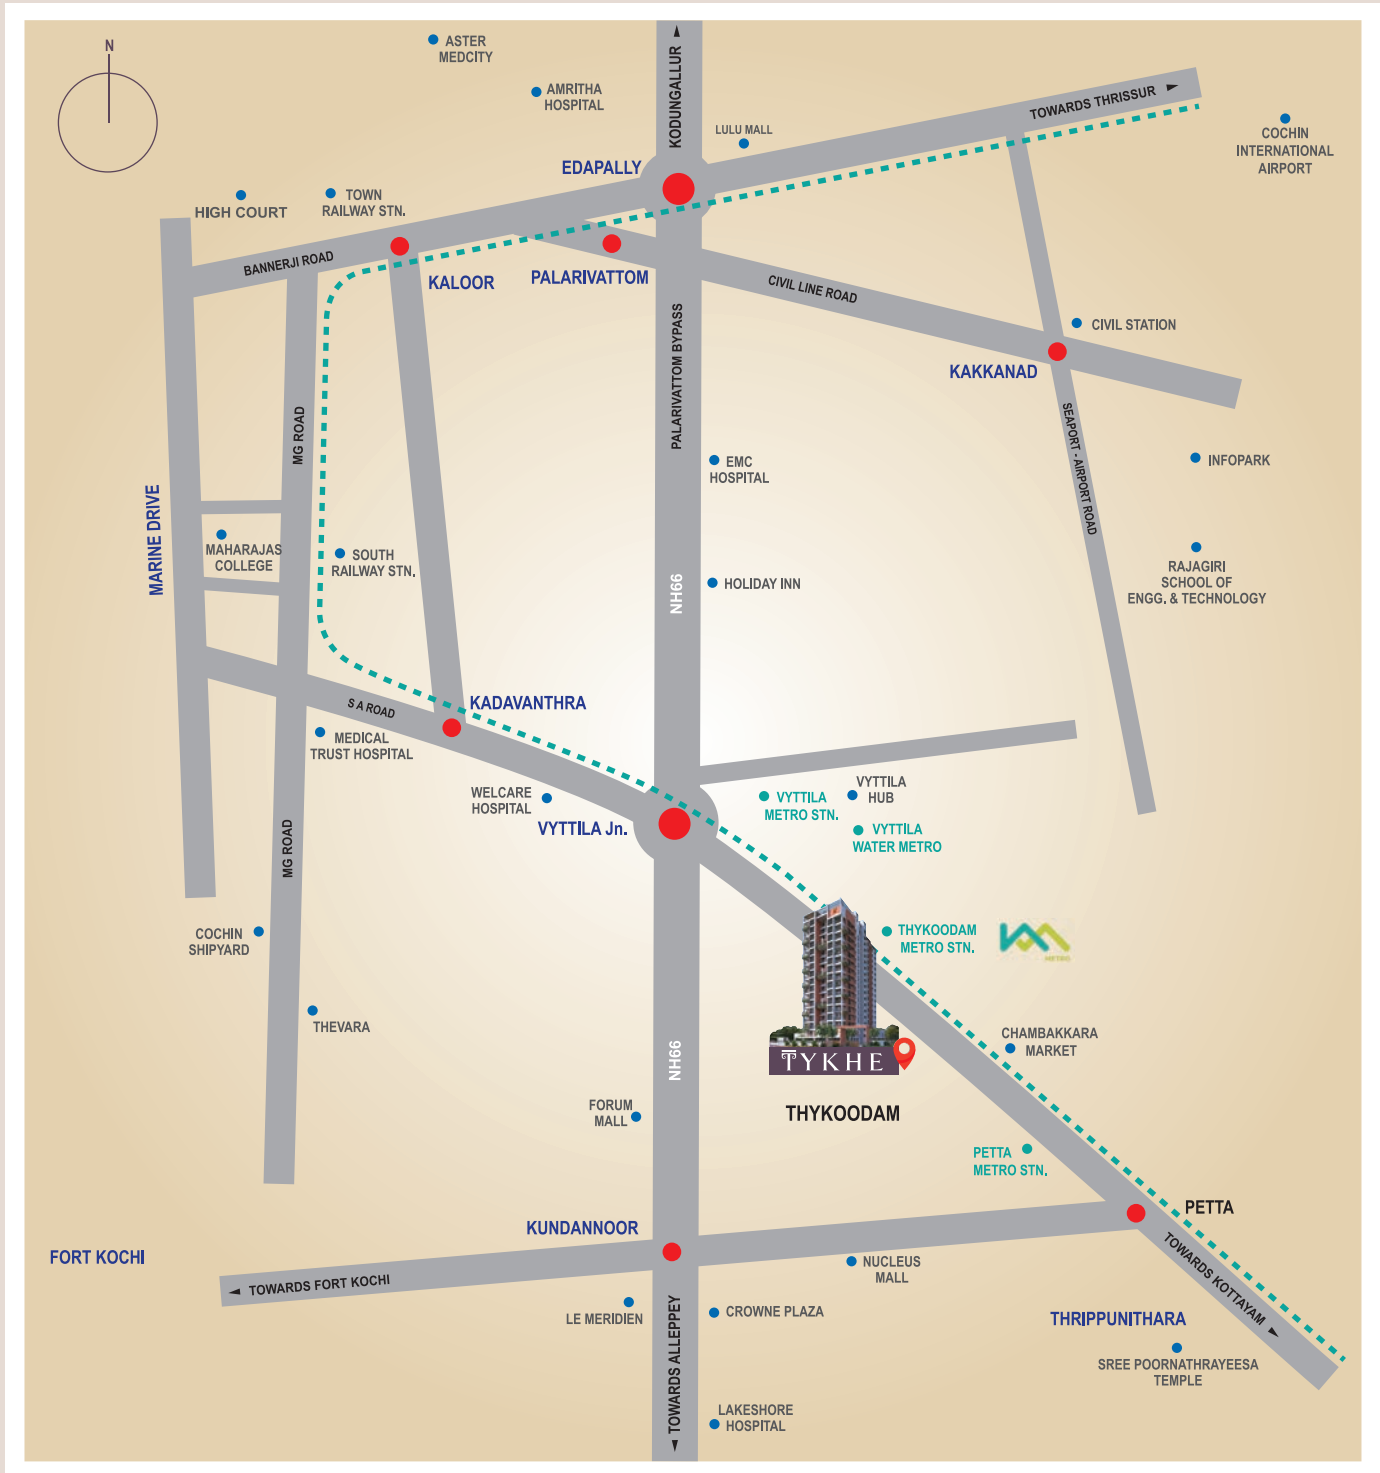 N
ASTER
MEDCITY
AMRITHA
HOSPITAL
KODUNGALLUR
LULU MALL
TOWARDS THRISSUR
COCHIN
INTERNATIONAL
AIRPORT
EDAPALLY
HIGH COURT
TOWN
RAILWAY STN.
BANNERJI ROAD
KALOOR
PALARIVATTOM
CIVIL LINE ROAD
CIVIL STATION
KAKKANAD
PALARIVATTOM BYPASS
MG ROAD
SEAPORT - AIRPORT ROAD
EMC
HOSPITAL
INFOPARK
MARINE DRIVE
MAHARAJAS
COLLEGE
SOUTH
RAILWAY STN.
HOLIDAY INN
NH66
RAJAGIRI
SCHOOL OF
ENGG. & TECHNOLOGY
S A ROAD
KADAVANTHRA
MEDICAL
TRUST HOSPITAL
WELCARE
HOSPITAL
VYTTILA Jn.
VYTTILA
METRO STN.
VYTTILA
HUB
VYTTILA
WATER METRO
MG ROAD
COCHIN
SHIPYARD
THYKOODAM
METRO STN.
METRO
THEVARA
NH66
TYKHE
CHAMBAKKARA
MARKET
THYKOODAM
FORUM
MALL
PETTA
METRO STN.
PETTA
KUNDANNOOR
FORT KOCHI
TOWARDS FORT KOCHI
NUCLEUS
MALL
TOWARDS KOTTAYAM
LE MERIDIEN
TOWARDS ALLEPPEY
CROWNE PLAZA
THRIPPUNITHARA
SREE POORNATHRAYEESA
TEMPLE
LAKESHORE
HOSPITAL